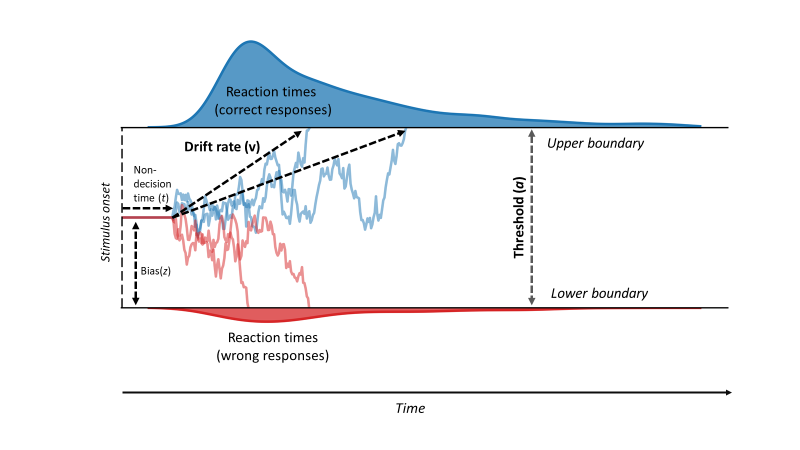 Reaction times
(correct responses)
Drift rate (v)
Upper boundary
Non-
decision
time (t)
Stimulus onset
Threshold (a)
Bias(z)
Lower boundary
Reaction times
(wrong responses)
Time